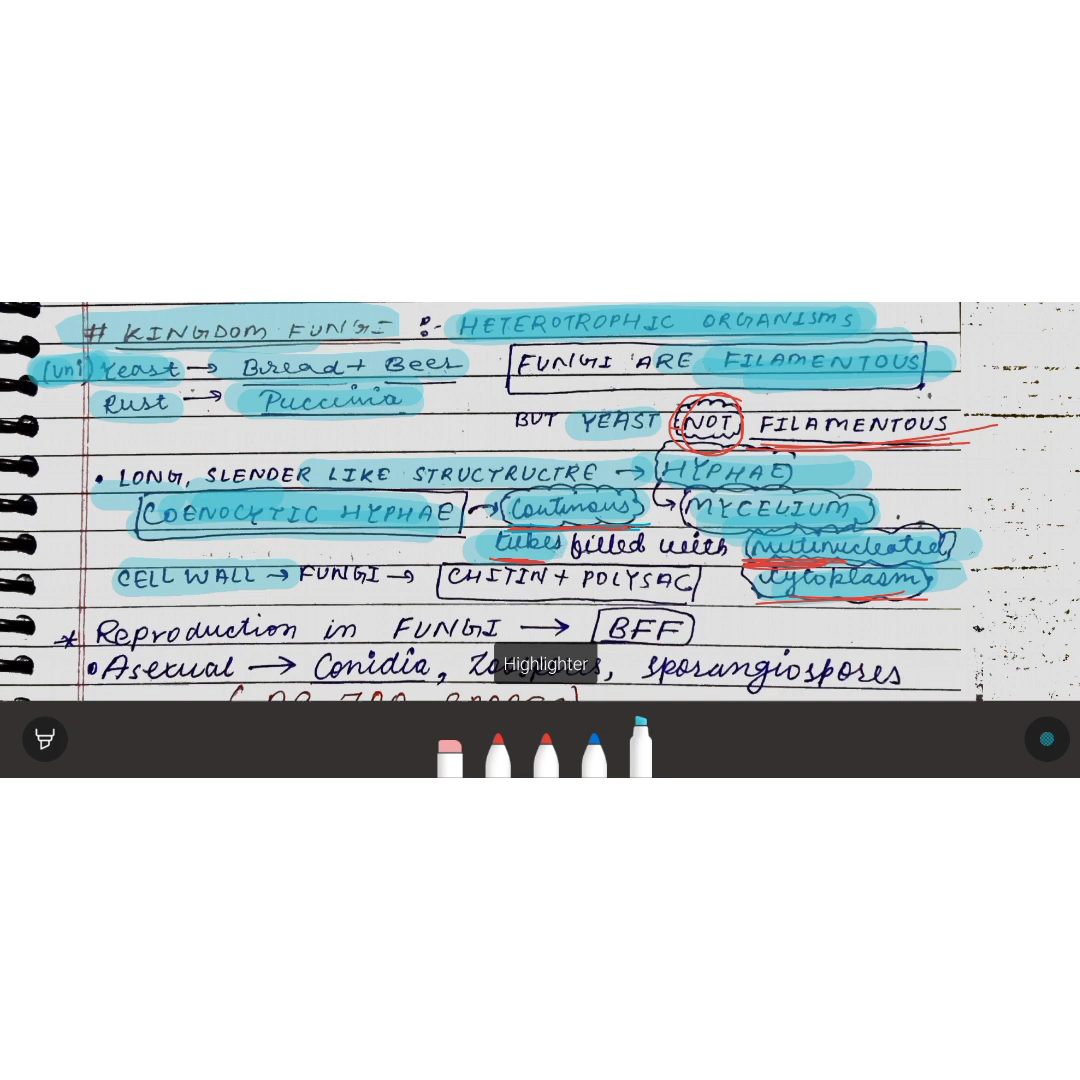 # KINGDOM FUNGI :- HETEROTROPHIC ORGANISMS
(uni) Yeast → Bread + Beer FUNGI ARE FILAMENTOUS
Rust → Puccinia
BUT YEAST NOT FILAMENTOUS
• LONG, SLENDER LIKE STRUCTRUCTRE → HYPHAE
COENOCYTIC HYPHAE → Continous → MYCELIUM
tubes filled with multinucleated
CELL WALL → FUNGI → CHITIN + POLYSAC cytoplasm
* Reproduction in FUNGI → BFF
• Asexual → Conidia, sporangiospores
Highlighter